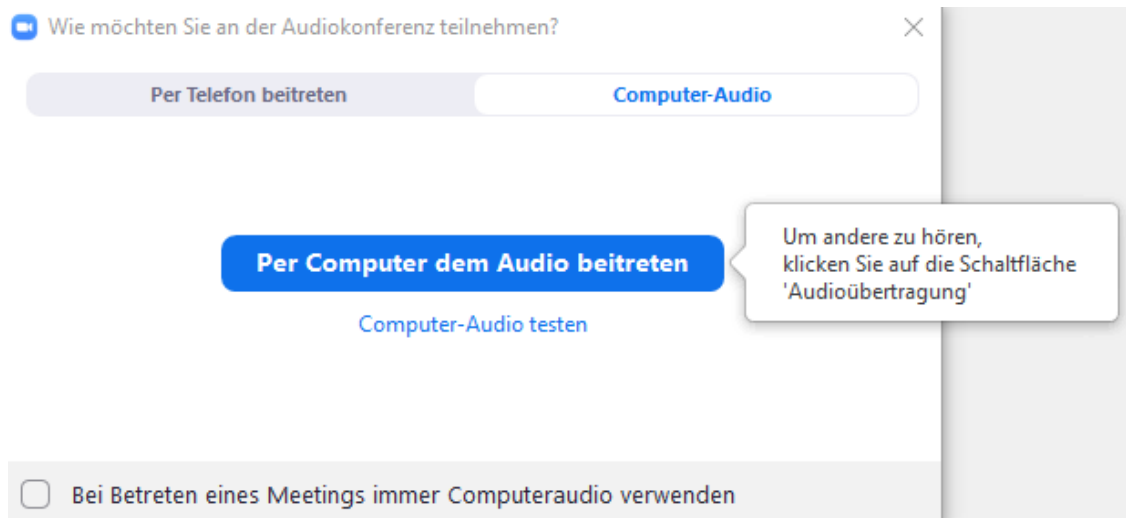 Wie möchten Sie an der Audiokonferenz teilnehmen?
Per Telefon beitreten
Computer-Audio
Per Computer dem Audio beitreten
Um andere zu hören,
klicken Sie auf die Schaltfläche
'Audioübertragung'
Computer-Audio testen
Bei Betreten eines Meetings immer Computeraudio verwenden